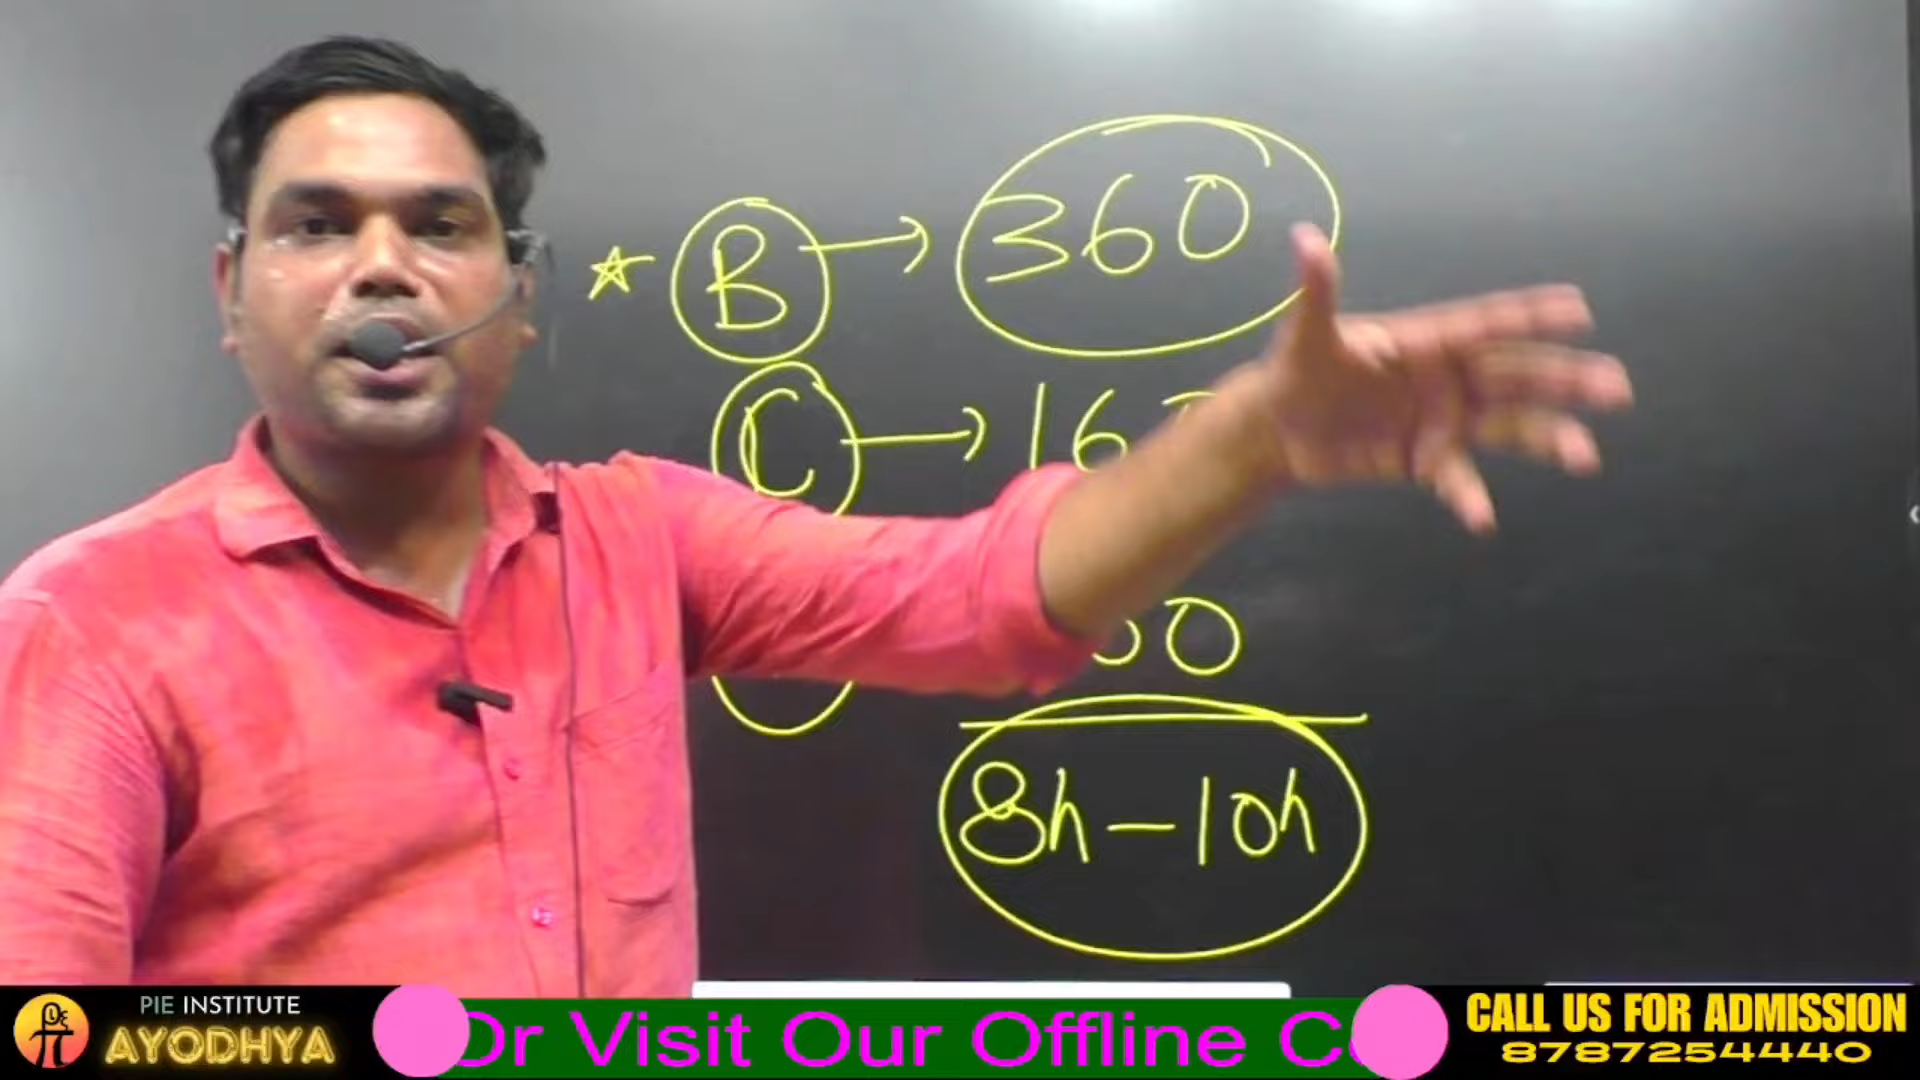 B → 360
C → 16
00
8h – 10h
PIE INSTITUTE
AYODHYA
Or Visit Our Offline
CALL US FOR ADMISSION
8787254440